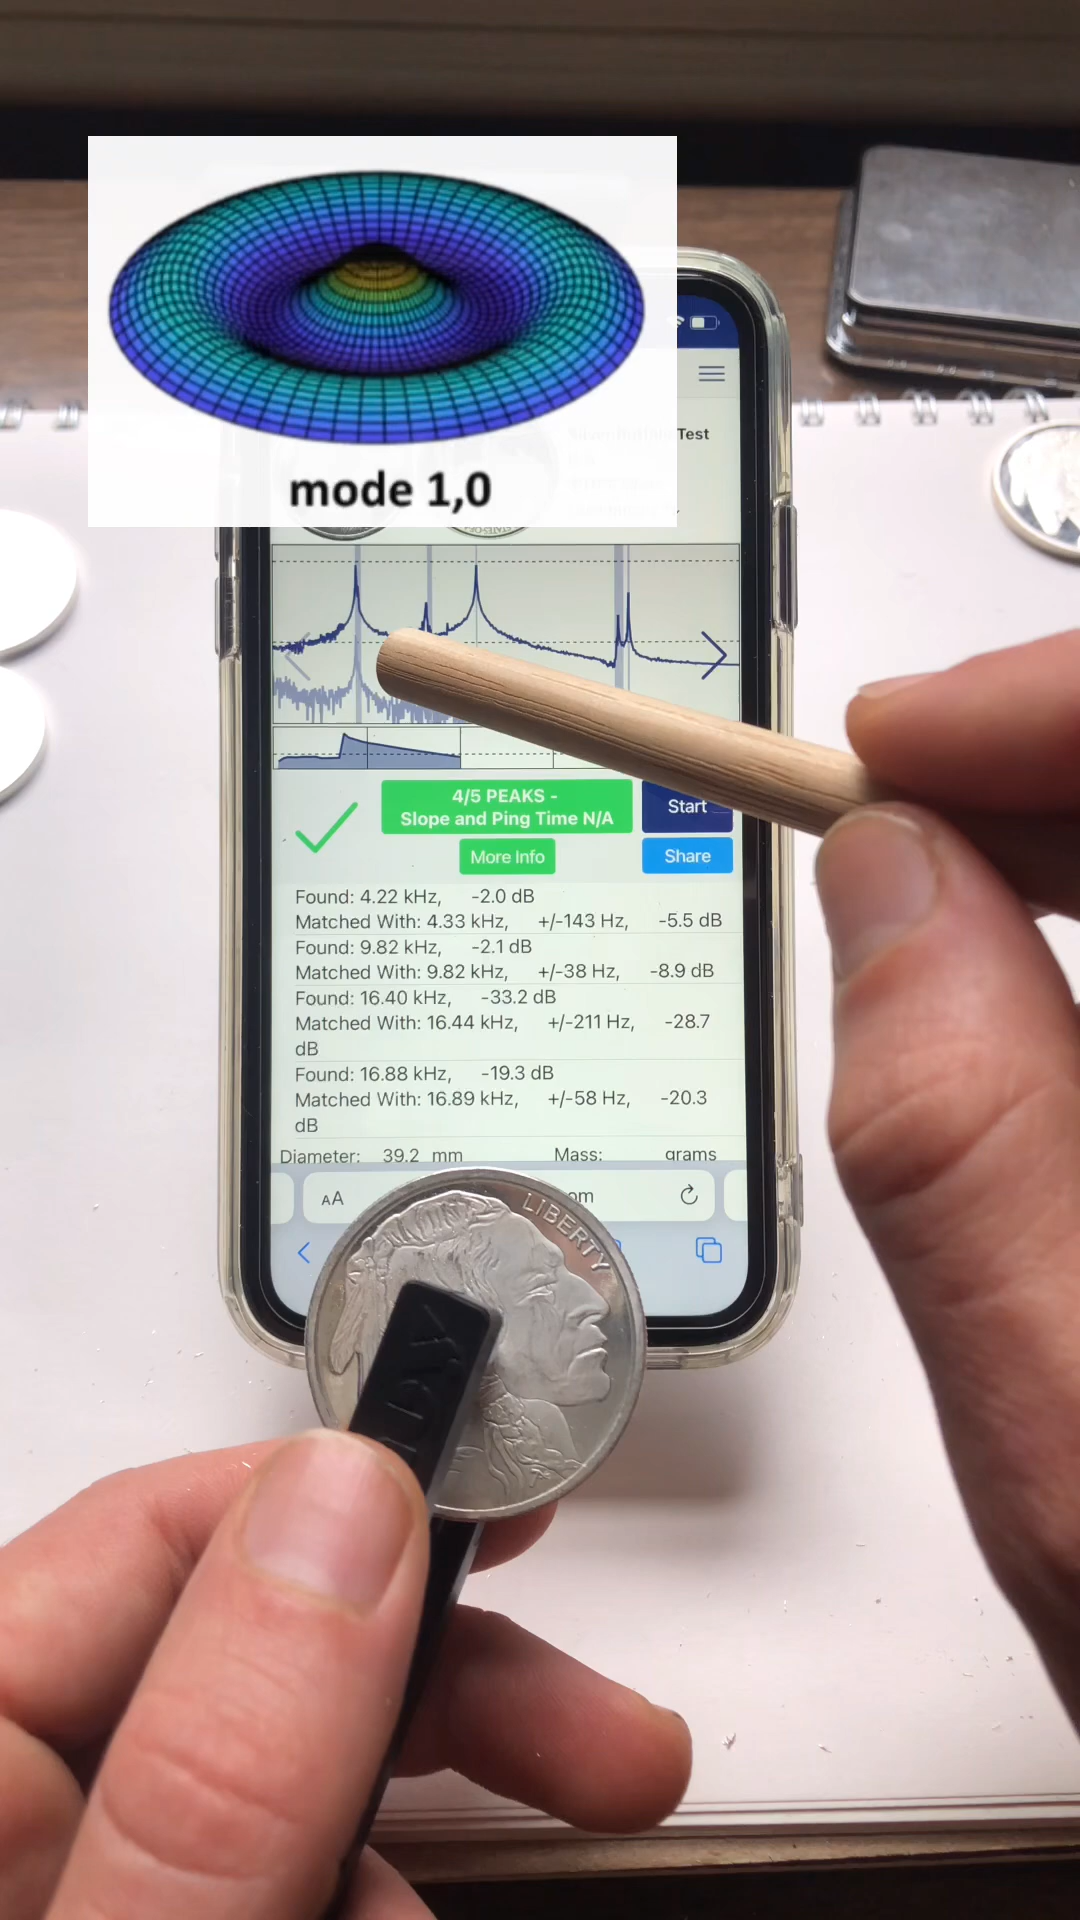 mode 1,0
Test
4/5 PEAKS -
Slope and Ping Time N/A
Start
More Info
Share
Found: 4.22 kHz, -2.0 dB
Matched With: 4.33 kHz, +/-143 Hz, -5.5 dB
Found: 9.82 kHz, -2.1 dB
Matched With: 9.82 kHz, +/-38 Hz, -8.9 dB
Found: 16.40 kHz, -33.2 dB
Matched With: 16.44 kHz, +/-211 Hz, -28.7
dB
Found: 16.88 kHz, -19.3 dB
Matched With: 16.89 kHz, +/-58 Hz, -20.3
dB
Diameter: 39.2 mm Mass: grams
AA om
LIBERTY